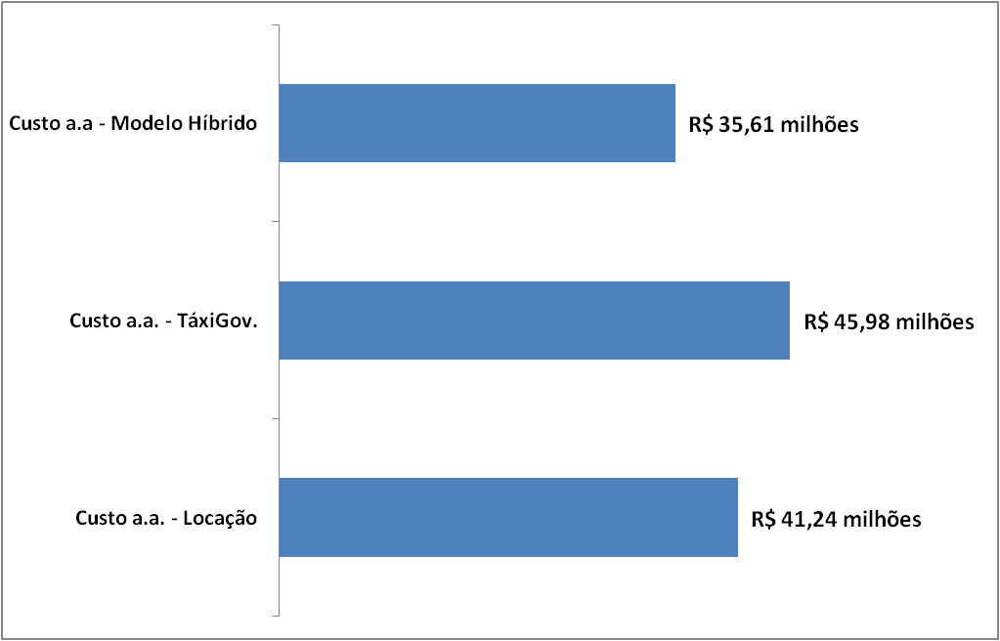 Custo a.a - Modelo Híbrido
R$ 35,61 milhões
Custo a.a. - TáxiGov.
R$ 45,98 milhões
Custo a.a. - Locação
R$ 41,24 milhões